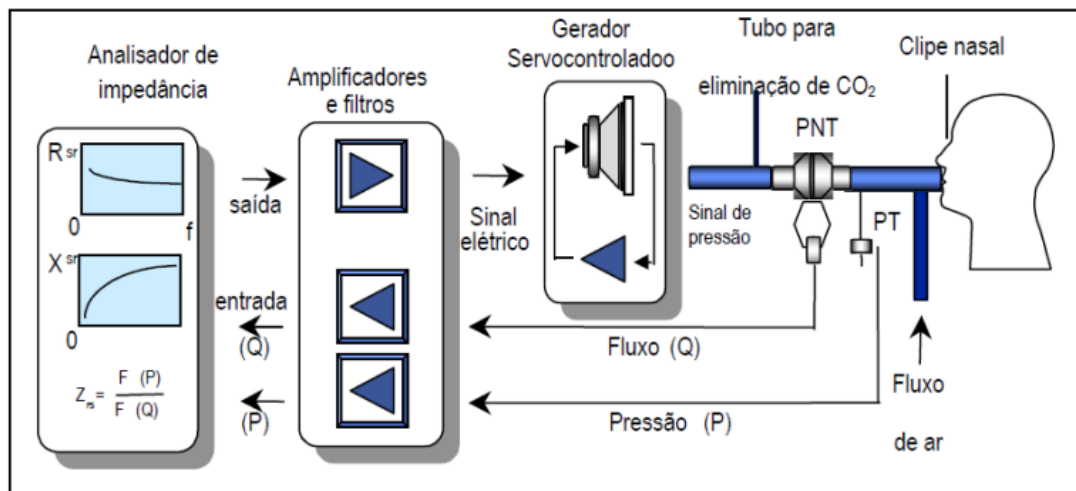 Analisador de
impedância
R sr
0
f
X sr
0
Z rs = F (P)
F (Q)
saída
entrada
(Q)
(P)
Amplificadores
e filtros
Sinal
elétrico
Gerador
Servocontroladoo
Tubo para
eliminação de CO₂
PNT
Sinal de
pressão
PT
Clipe nasal
Fluxo (Q)
Pressão (P)
Fluxo
de ar